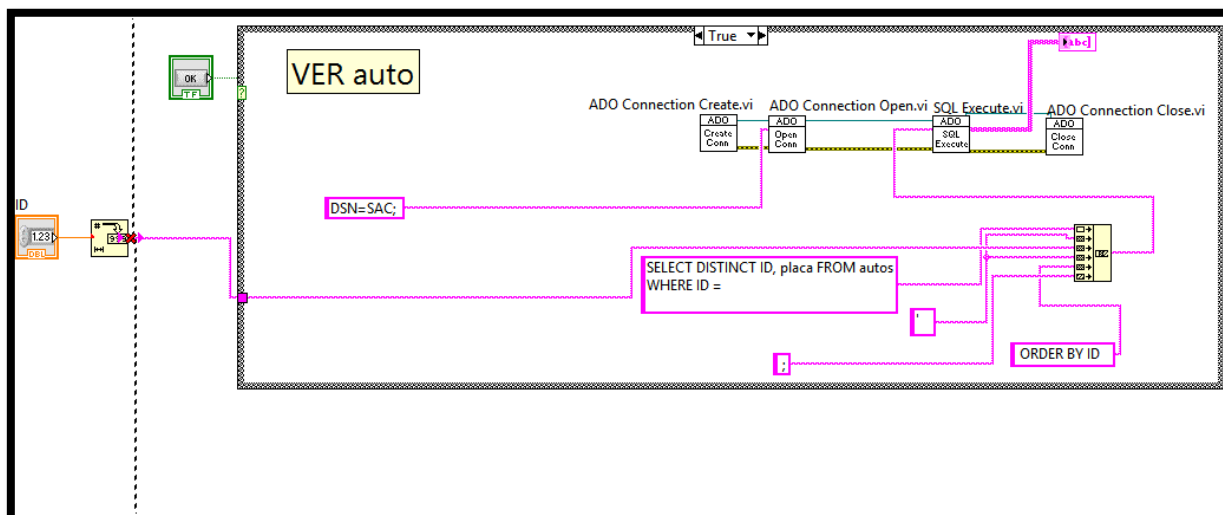 True
OK
TF
VER auto
?
abc]
ADO Connection Create.vi
ADO Connection Open.vi
SQL Execute.vi
ADO Connection Close.vi
ADO
Create
Conn
ADO
Open
Conn
ADO
SQL
Execute
ADO
Close
Conn
ID
1.23
DBL
#
DSN=SAC;
SELECT DISTINCT ID, placa FROM autos
WHERE ID =
'
ORDER BY ID
;